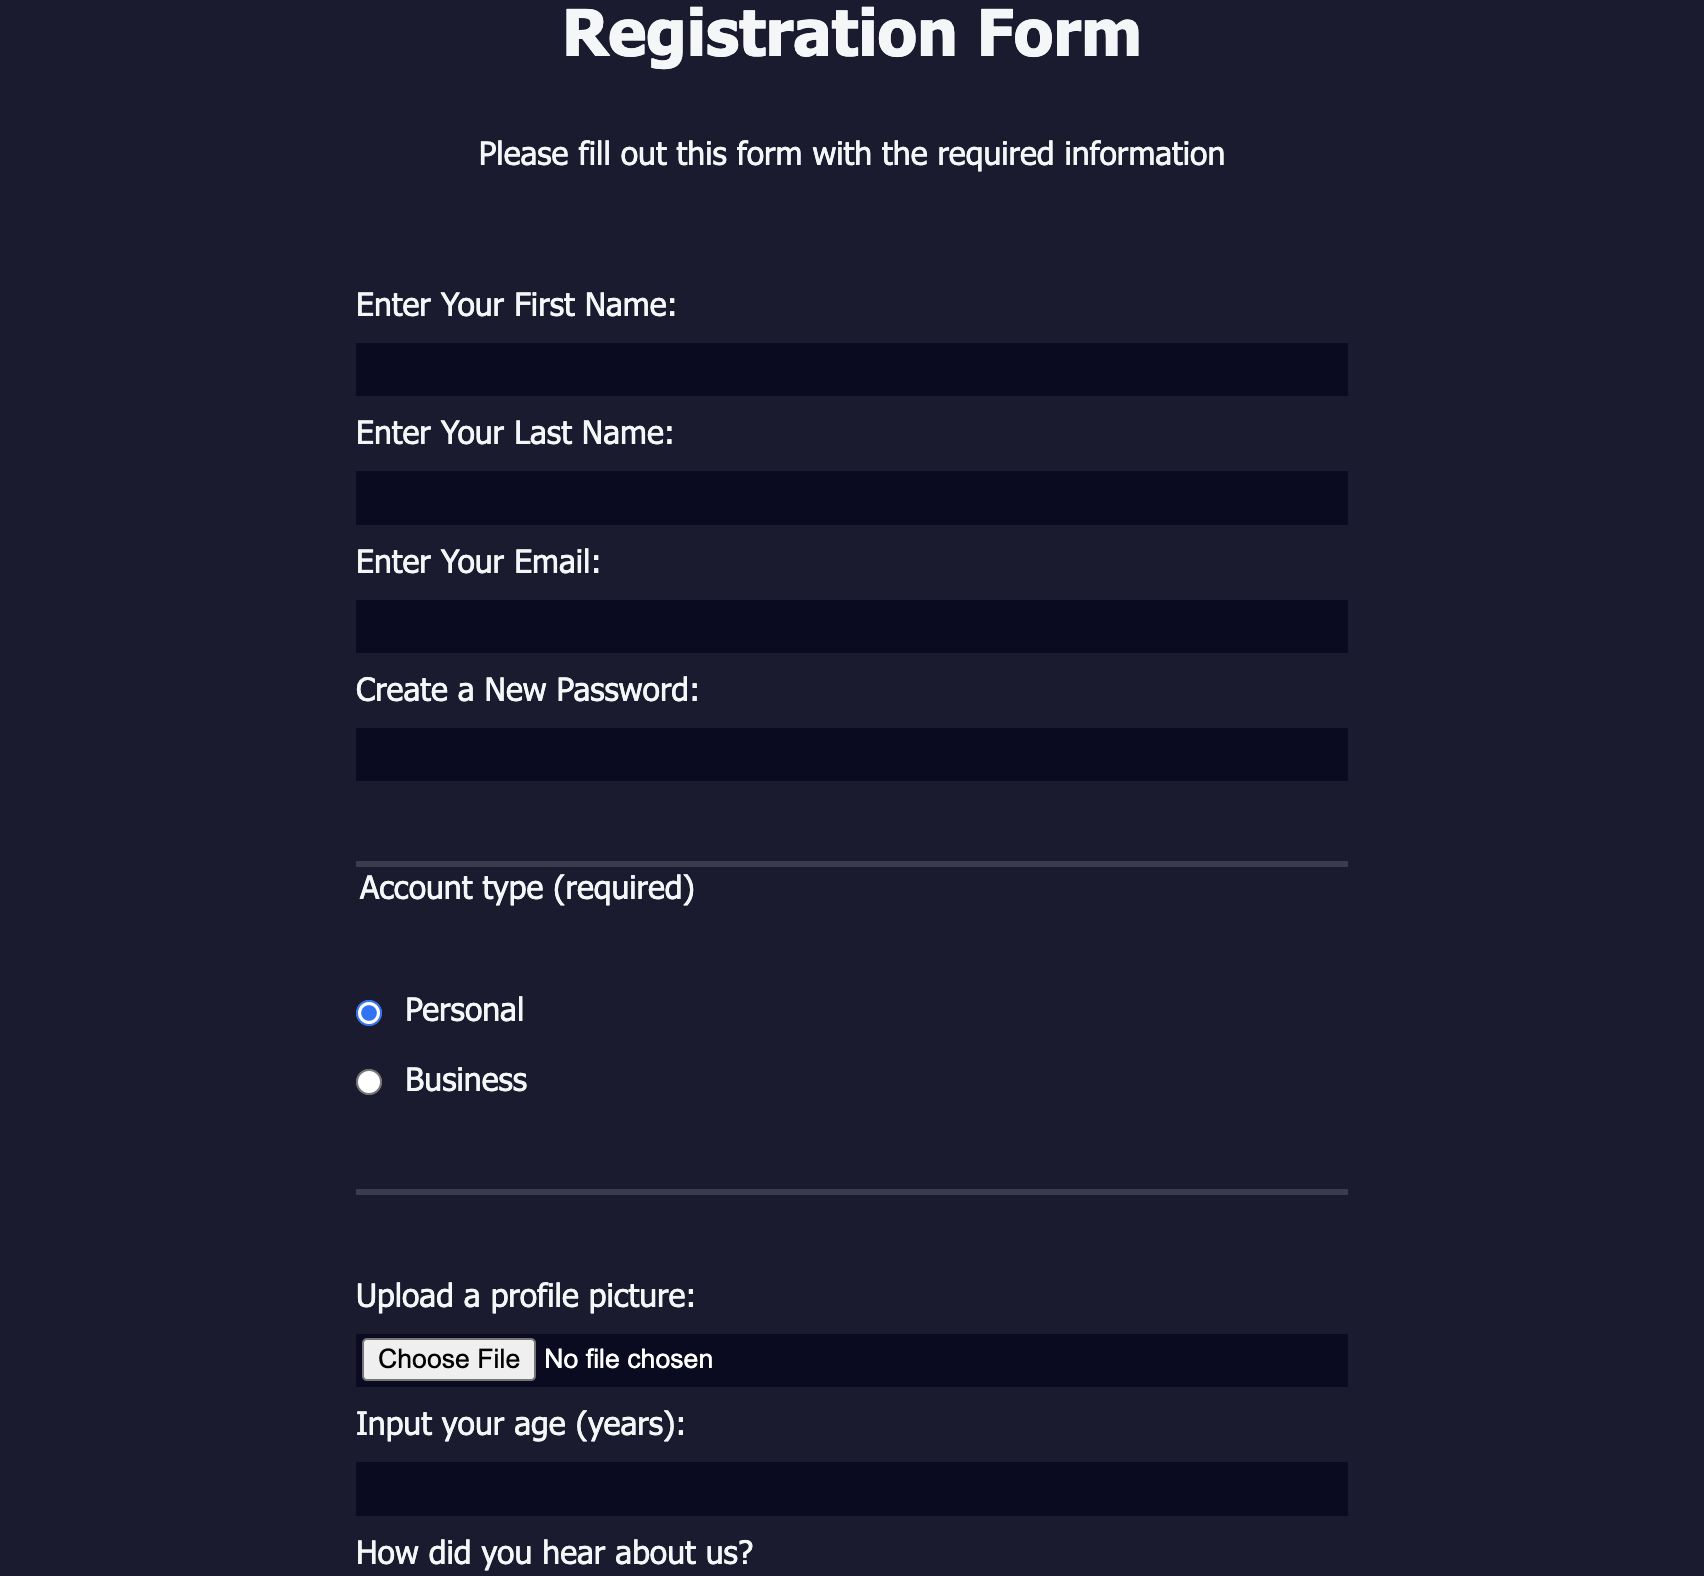 Registration Form
Please fill out this form with the required information
Enter Your First Name:
Enter Your Last Name:
Enter Your Email:
Create a New Password:
Account type (required)
Personal
Business
Upload a profile picture:
Choose File No file chosen
Input your age (years):
How did you hear about us?